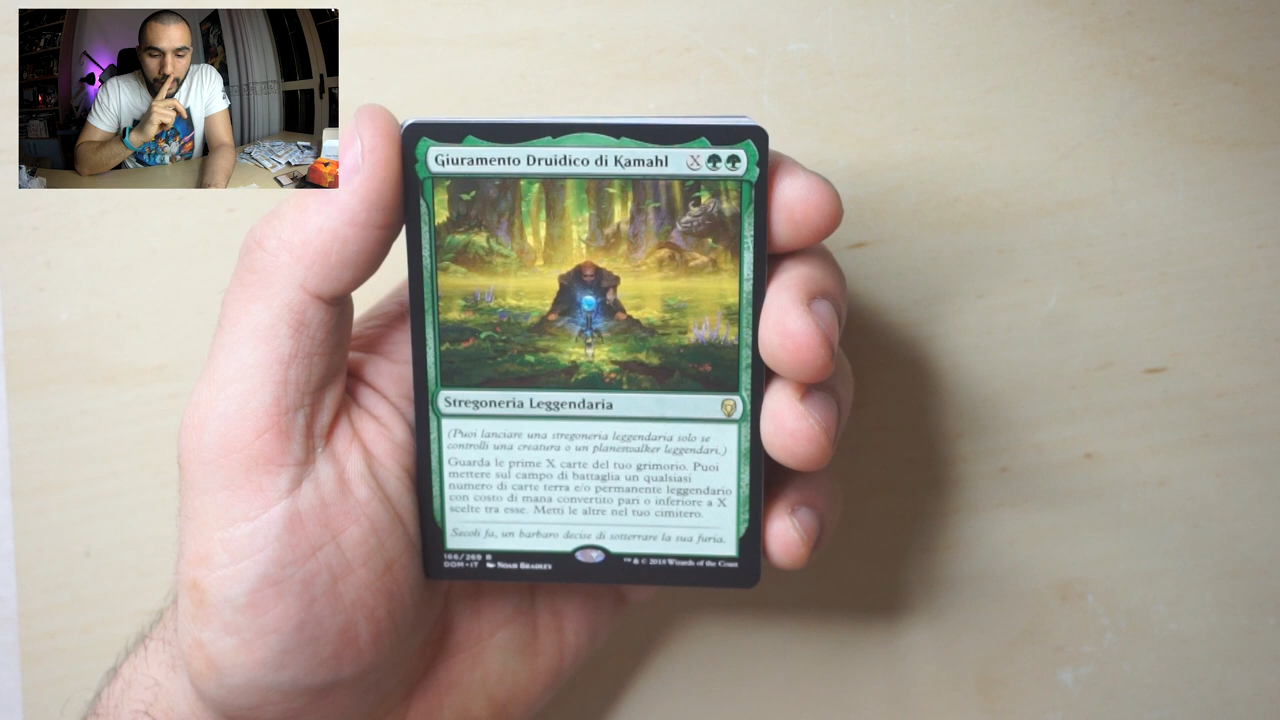 Giuramento Druidico di Kamahl X
Stregoneria Leggendaria
(Puoi lanciare una stregoneria leggendaria solo se
controlli una creatura o un planeswalker leggendari.)
Guarda le prime X carte del tuo grimorio. Puoi
mettere sul campo di battaglia un qualsiasi
numero di carte terra e/o permanente leggendario
con costo di mana convertito pari o inferiore a X
scelte tra esse. Metti le altre nel tuo cimitero.
Secoli fa, un barbaro decise di sotterrare la sua furia.
166/269 R
DOM • IT Noah Bradley
™ & © 2018 Wizards of the Coast